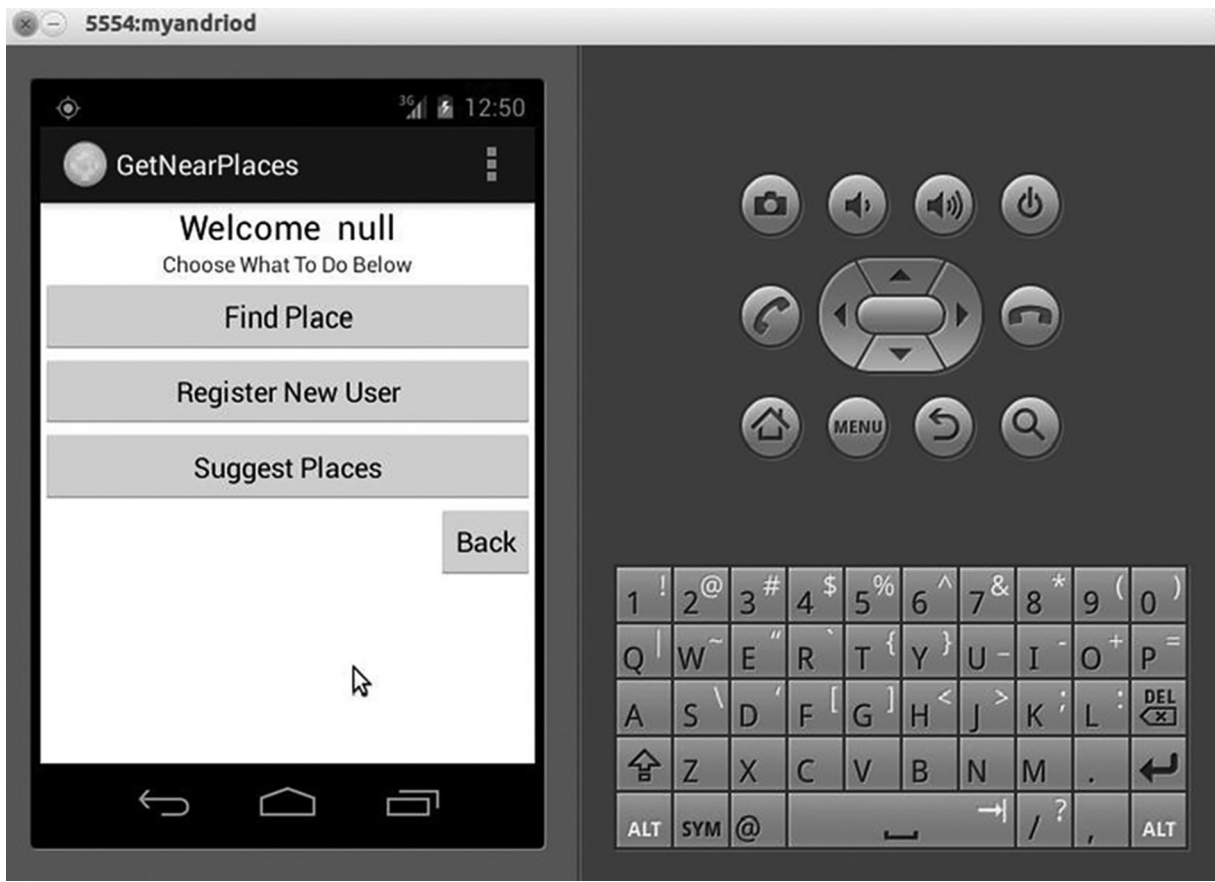 5554:myandriod
3G 12:50
GetNearPlaces
Welcome null
Choose What To Do Below
Find Place
Register New User
Suggest Places
Back
MENU
1 ! 2 @ 3 # 4 $ 5 % 6 ^ 7 & 8 * 9 ( 0 )
Q | W ~ E " R ` T { Y } U _ I - O + P =
A S \ D ' F [ G ] H < J > K ; L : DEL
Z X C V B N M .
ALT SYM @ / ? , ALT